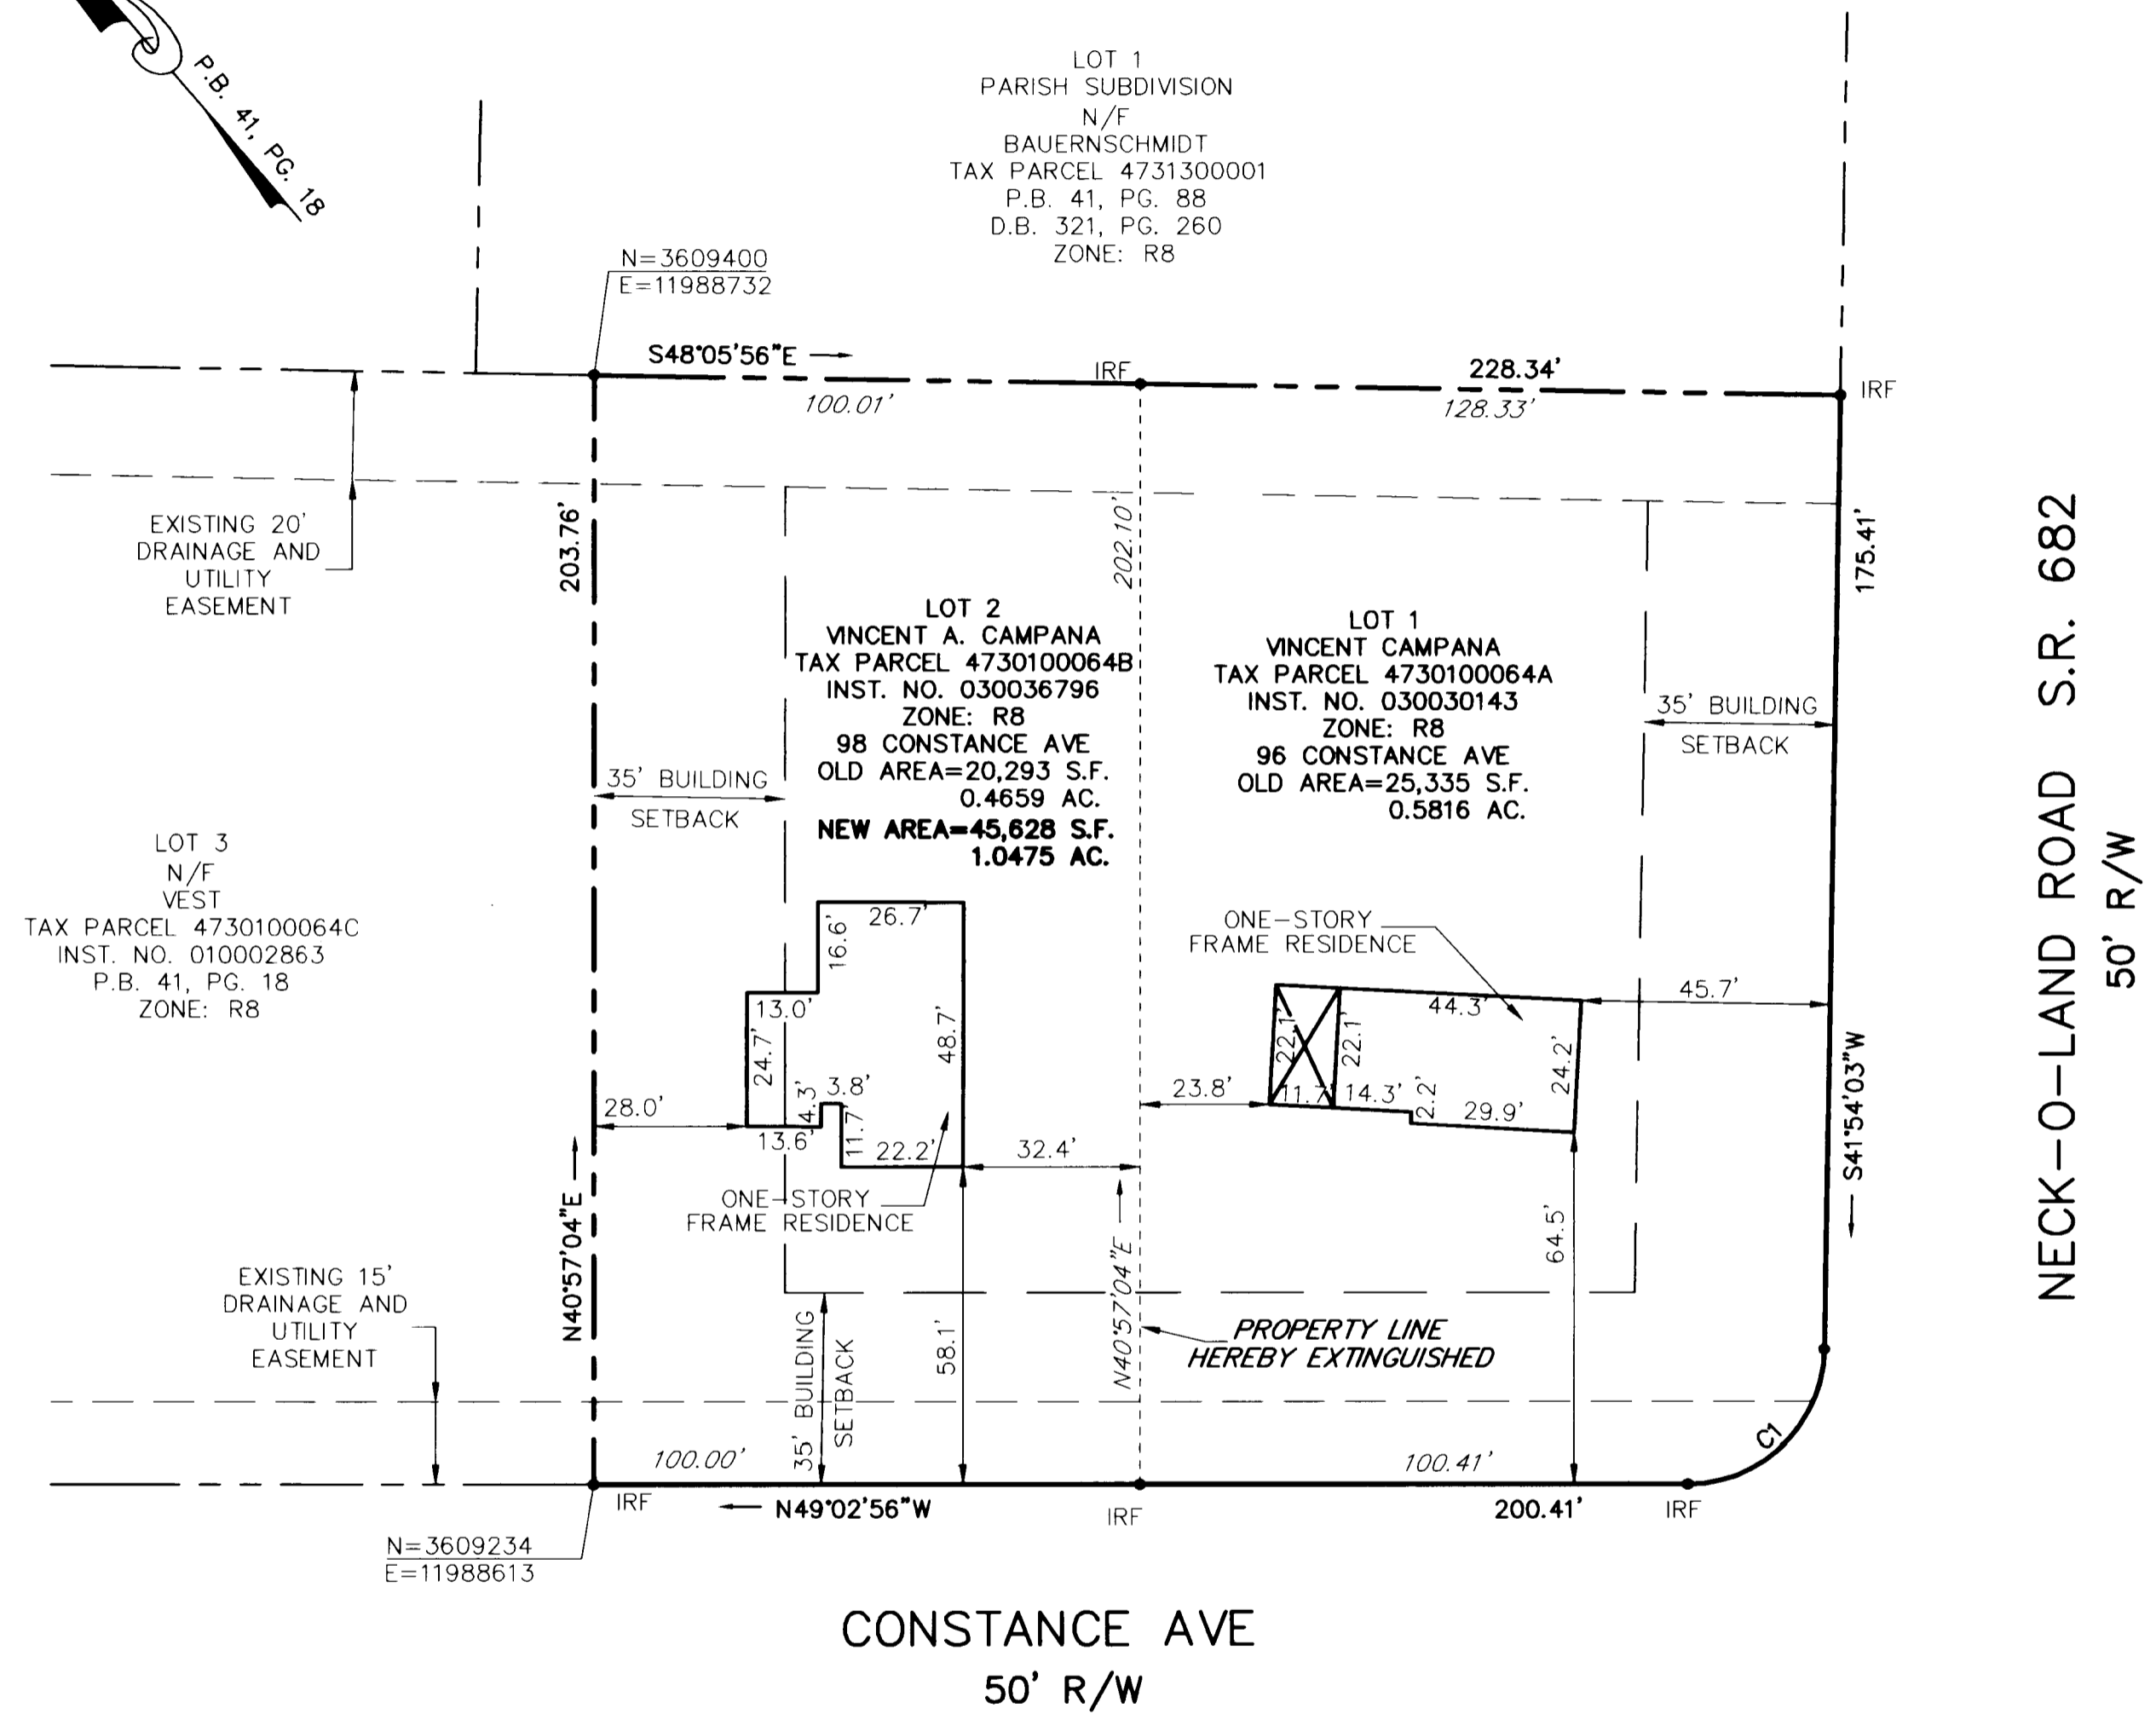 P.B. 41, PG. 18
LOT 1
PARISH SUBDIVISION
N/F
BAUERNSCHMIDT
TAX PARCEL 4731300001
P.B. 41, PG. 88
D.B. 321, PG. 260
ZONE: R8
N=3609400
E=11988732
S48°05'56"E
IRF
228.34'
IRF
100.01'
128.33'
EXISTING 20'
DRAINAGE AND
UTILITY
EASEMENT
203.76'
202.10'
175.41'
LOT 2
VINCENT A. CAMPANA
TAX PARCEL 4730100064B
INST. NO. 030036796
ZONE: R8
98 CONSTANCE AVE
OLD AREA=20,293 S.F.
0.4659 AC.
NEW AREA=45,628 S.F.
1.0475 AC.
LOT 1
VINCENT CAMPANA
TAX PARCEL 4730100064A
INST. NO. 030030143
ZONE: R8
96 CONSTANCE AVE
OLD AREA=25,335 S.F.
0.5816 AC.
35' BUILDING
SETBACK
35' BUILDING
SETBACK
NECK-O-LAND ROAD S.R. 682
50' R/W
LOT 3
N/F
VEST
TAX PARCEL 4730100064C
INST. NO. 010002863
P.B. 41, PG. 18
ZONE: R8
26.7'
16.6'
13.0'
24.7'
48.7'
4.3'
3.8'
28.0'
13.6'
11.7'
22.2'
32.4'
ONE-STORY
FRAME RESIDENCE
ONE-STORY
FRAME RESIDENCE
44.3'
45.7'
22.1'
22.1'
24.2'
23.8'
11.7'
14.3'
2.2'
29.9'
S41°54'03"W
N40°57'04"E
N40°57'04"E
64.5'
58.1'
EXISTING 15'
DRAINAGE AND
UTILITY
EASEMENT
35' BUILDING
SETBACK
PROPERTY LINE
HEREBY EXTINGUISHED
C1
100.00'
100.41'
IRF
N49°02'56"W
IRF
200.41'
IRF
N=3609234
E=11988613
CONSTANCE AVE
50' R/W